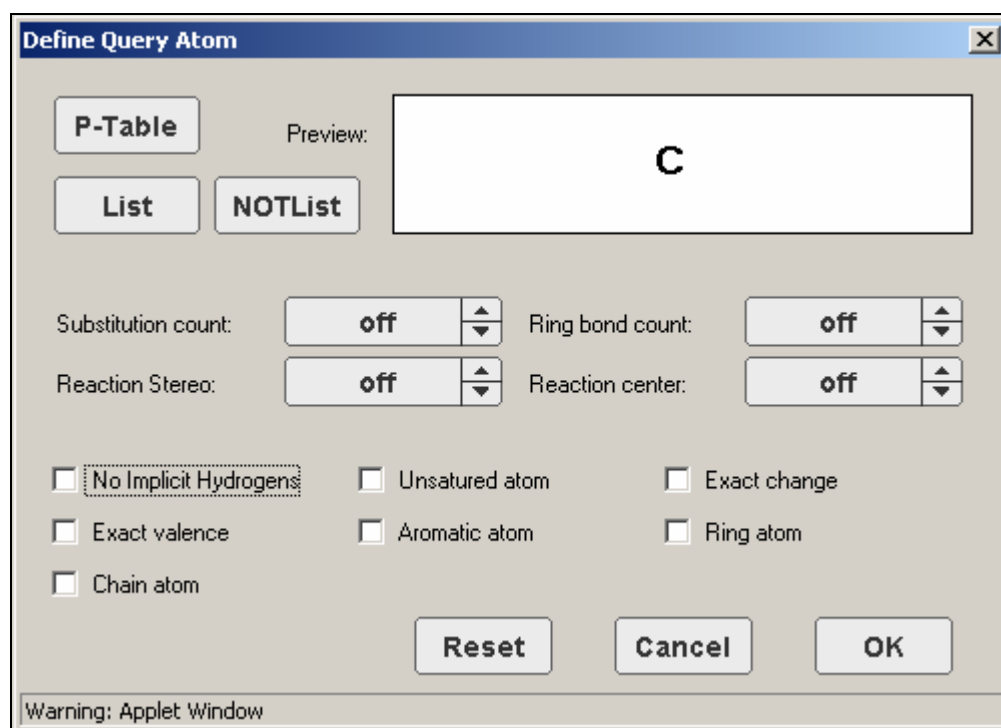 Define Query Atom
P-Table
Preview:
C
List NOTList
Substitution count: off Ring bond count: off
Reaction Stereo: off Reaction center: off
No Implicit Hydrogens Unsatured atom Exact change
Exact valence Aromatic atom Ring atom
Chain atom
Reset Cancel OK
Warning: Applet Window